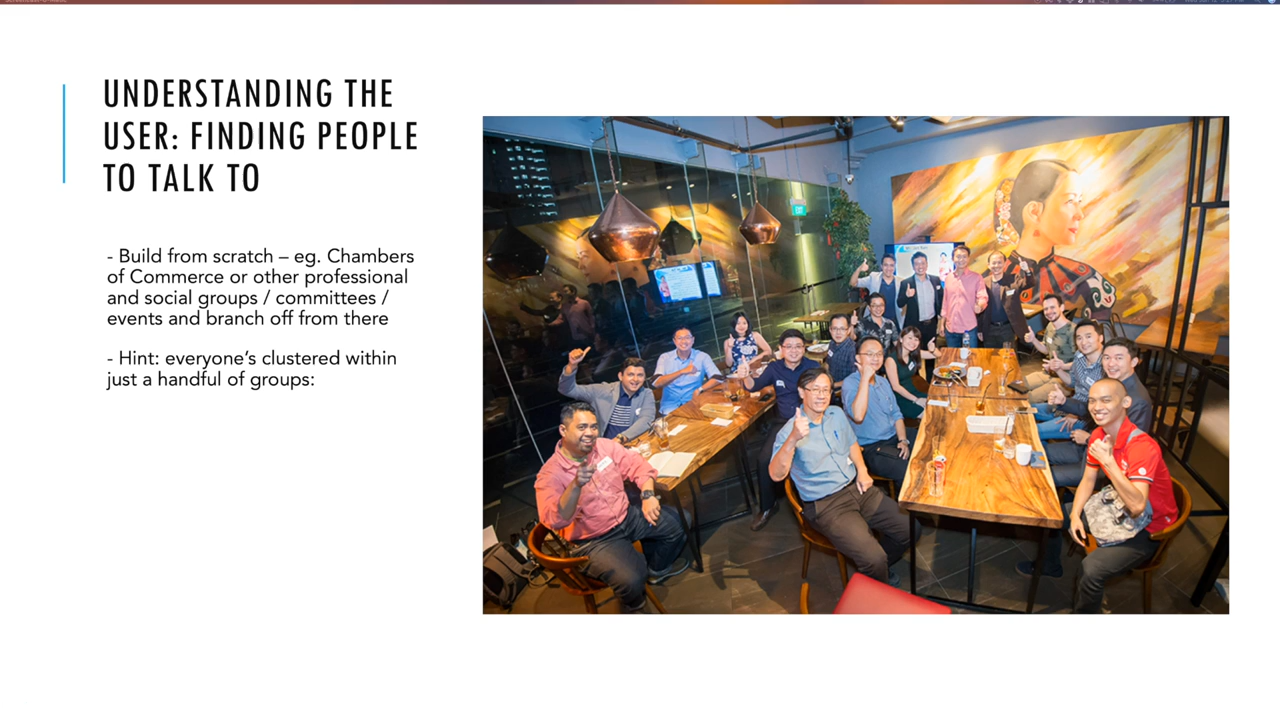 UNDERSTANDING THE
USER: FINDING PEOPLE
TO TALK TO
- Build from scratch – eg. Chambers
of Commerce or other professional
and social groups / committees /
events and branch off from there
- Hint: everyone's clustered within
just a handful of groups: